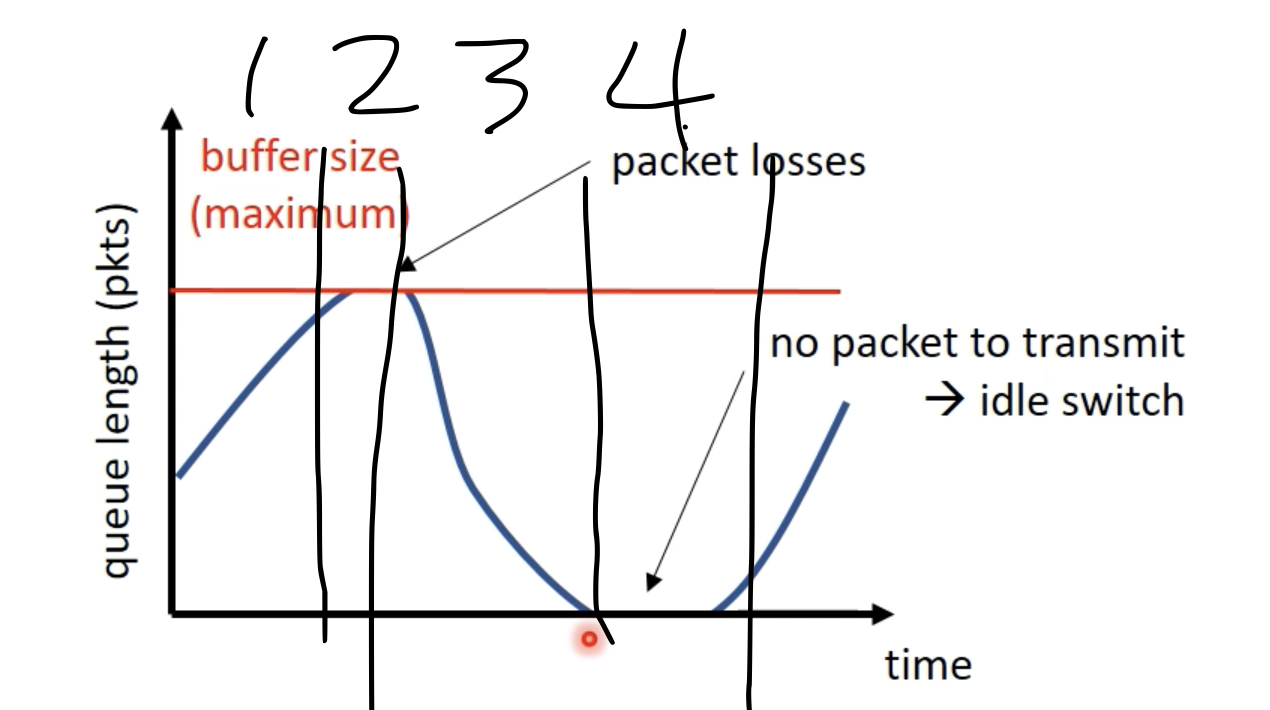 1 2 3 4
buffer size
(maximum)
packet losses
queue length (pkts)
no packet to transmit
→ idle switch
time